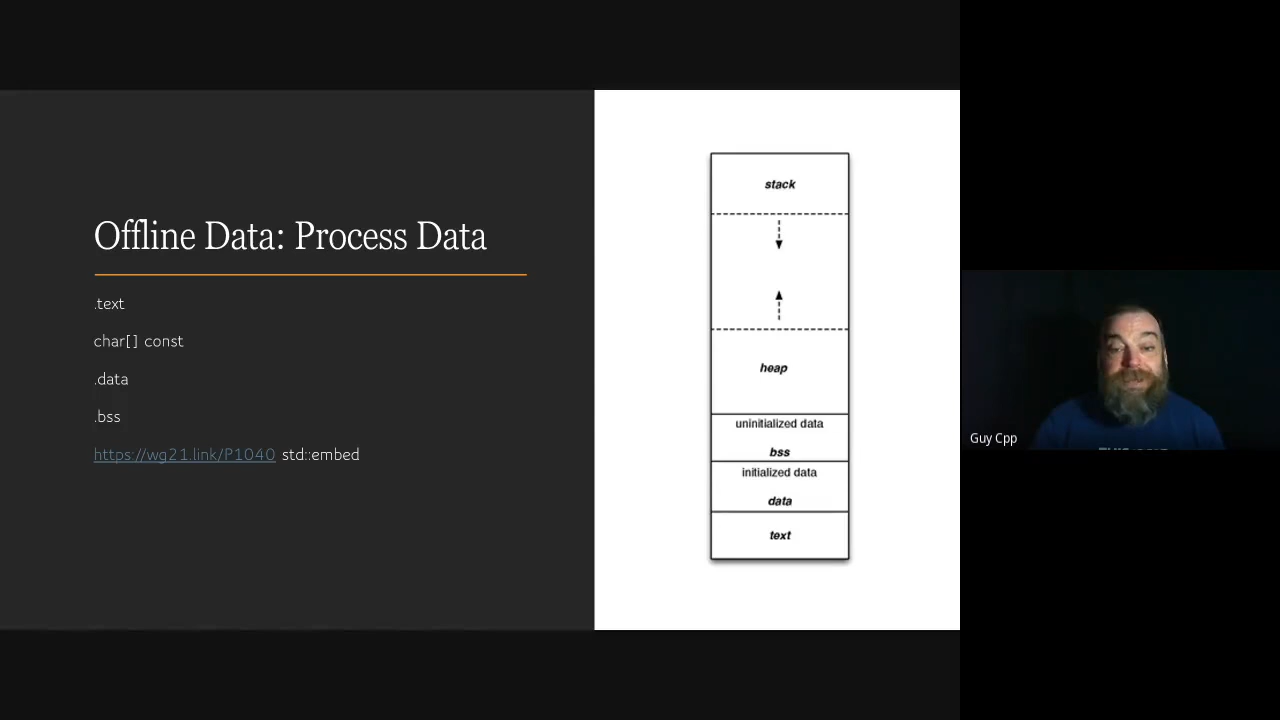 Offline Data: Process Data
.text
char[] const
.data
.bss
https://wg21.link/P1040 std::embed
stack
heap
uninitialized data
bss
initialized data
data
text
Guy Cpp